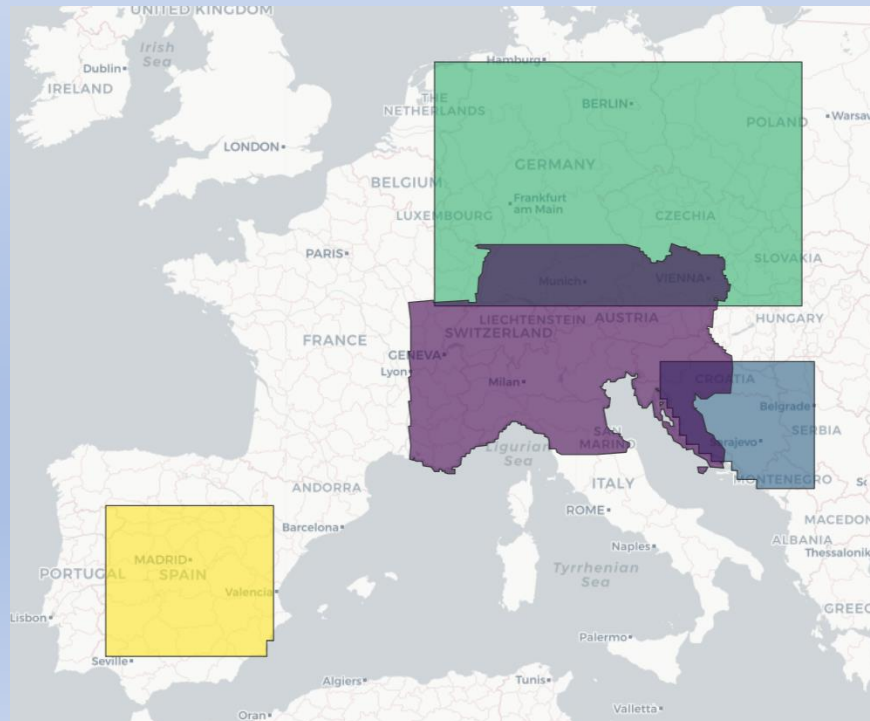 UNITED KINGDOM
Irish
Sea
Hamburg
Dublin
IRELAND
THE
NETHERLANDS
BERLIN
POLAND
LONDON
GERMANY
BELGIUM
Frankfurt
am Main
LUXEMBOURG
CZECHIA
PARIS
SLOVAKIA
Munich
VIENNA
LIECHTENSTEIN
AUSTRIA
HUNGARY
SWITZERLAND
FRANCE
GENEVA
Lyon
Milan
CROATIA
Belgrade
SERBIA
SAN
MARINO
Sarajevo
Ligurian
Sea
MONTENEGRO
ANDORRA
ITALY
ROME
Barcelona
MACEDON
ALBANIA
Thessalonik
Naples
MADRID
SPAIN
PORTUGAL
Tyrrhenian
Sea
Valencia
Lisbon
GREEC
Palermo
Seville
Algiers
Tunis
Valletta
Oran